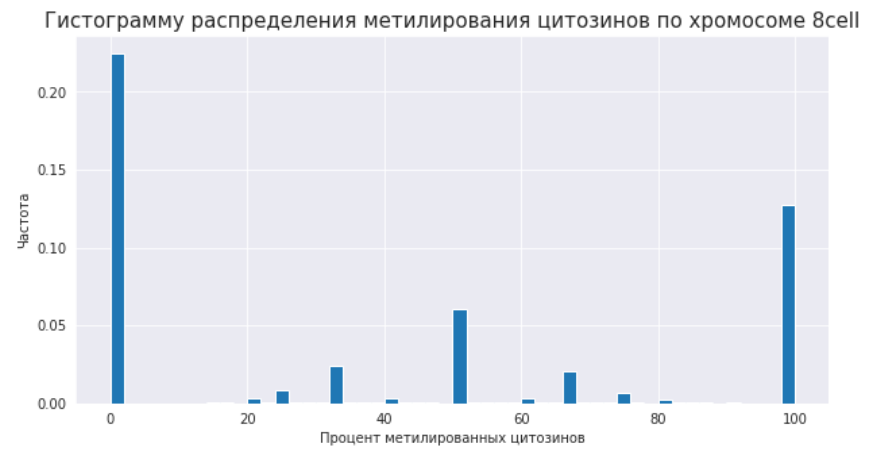 Гистограмму распределения метилирования цитозинов по хромосоме 8cell
0.20
0.15
0.10
0.05
0.00
Частота
0 20 40 60 80 100
Процент метилированных цитозинов